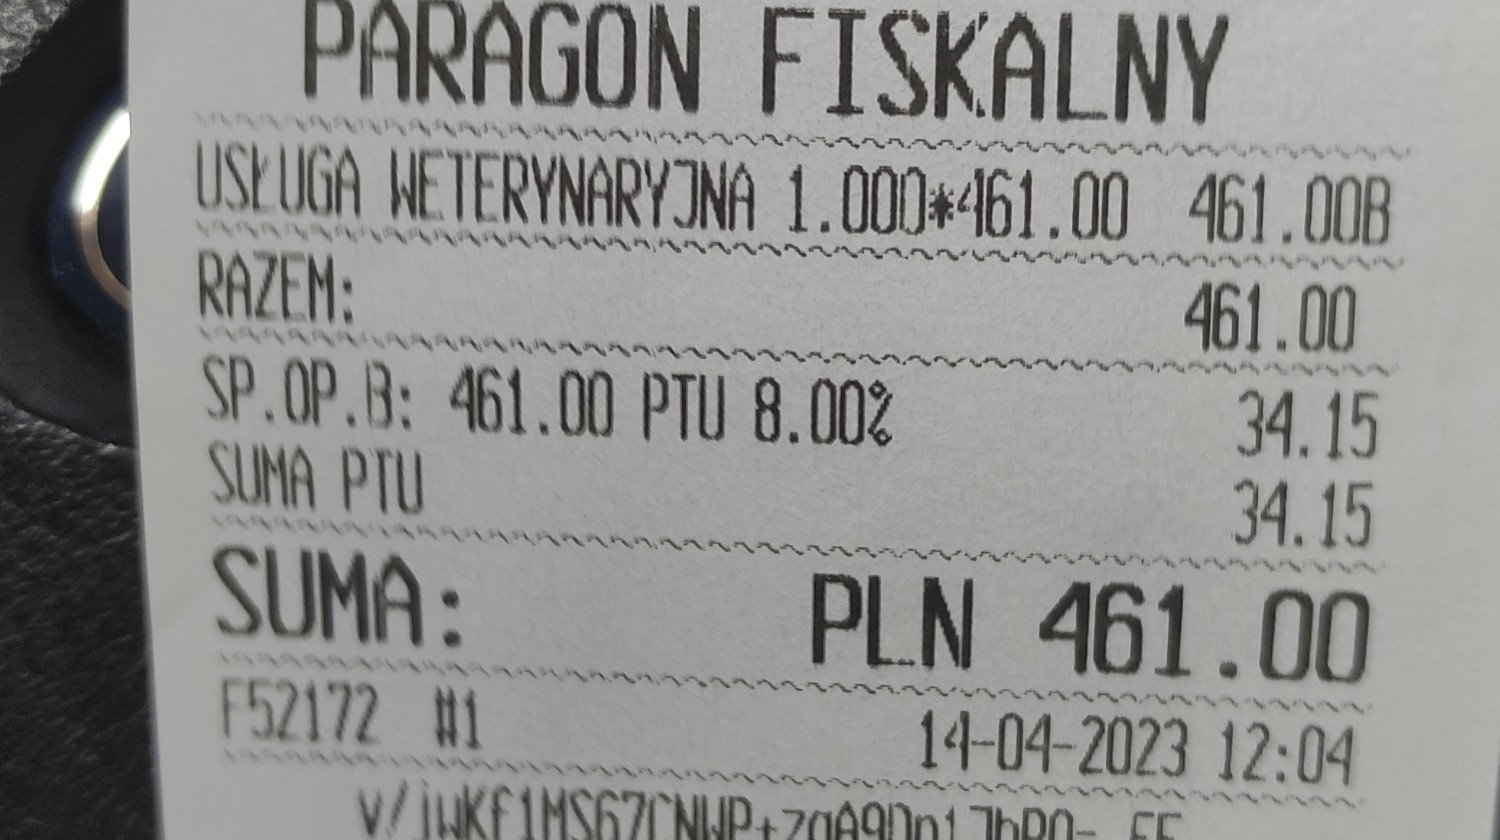 PARAGON FISKALNY
USŁUGA WETERYNARYJNA 1.000*461.00 461.00B
RAZEM: 461.00
SP.OP.B: 461.00 PTU 8.00% 34.15
SUMA PTU 34.15
SUMA: PLN 461.00
F52172 #1 14-04-2023 12:04